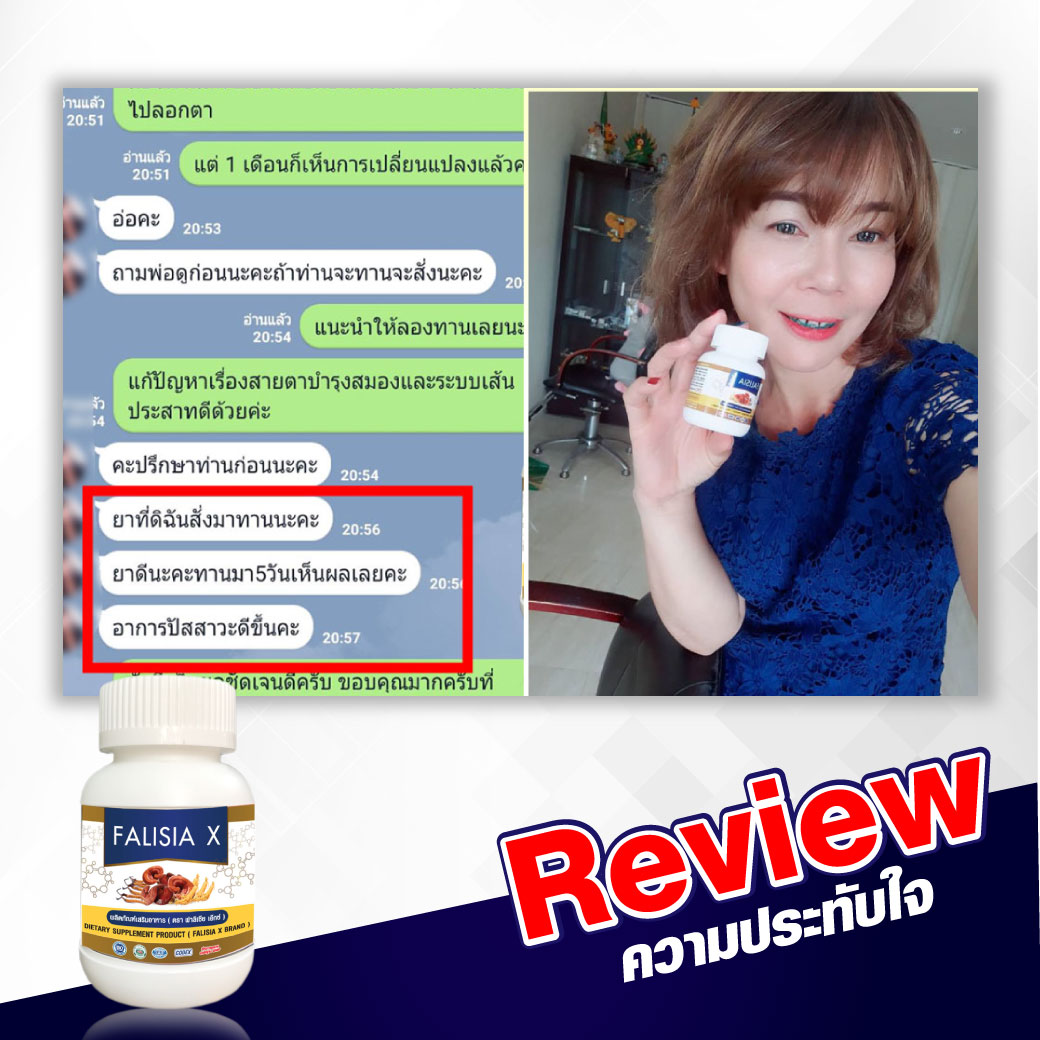 ไปลอกตา
อ่านแล้ว
20:51
แต่ 1 เดือนก็เห็นการเปลี่ยนแปลงแล้วค
อ่านแล้ว
20:51
อ่อคะ
20:53
ถามพ่อดูก่อนนะคะถ้าท่านจะทานจะสั่งนะคะ
20:
แนะนำให้ลองทานเลยนะ
อ่านแล้ว
20:54
แก้ปัญหาเรื่องสายตาบำรุงสมองและระบบเส้น
ประสาทดีด้วยค่ะ
คะปรึกษาท่านก่อนนะคะ
20:54
ยาที่ดิฉันสั่งมาทานนะคะ
20:56
ยาดีนะคะทานมา5วันเห็นผลเลยคะ
20:56
อาการปัสสาวะดีขึ้นคะ
20:57
ชัดเจนดีครับ ขอบคุณมากครับที่
FALISIA X
ผลิตภัณฑ์เสริมอาหาร ( ตรา ฟาลิเซีย เอ็กซ์ )
DIETARY SUPPLEMENT PRODUCT ( FALISIA X BRAND )
CODEX
Review
ความประทับใจ